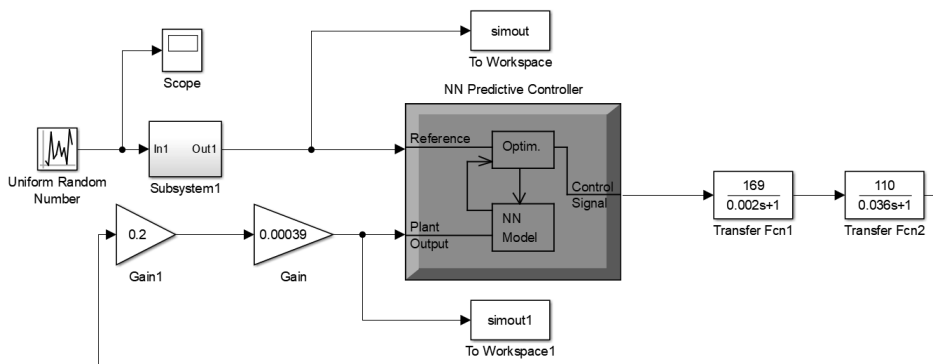 simout
To Workspace
Scope
NN Predictive Controller
Uniform Random
Number
In1 Out1
Subsystem1
Reference
Optim.
Control
Signal
NN
Model
Plant
Output
169
0.002s+1
Transfer Fcn1
110
0.036s+1
Transfer Fcn2
0.2
Gain1
0.00039
Gain
simout1
To Workspace1